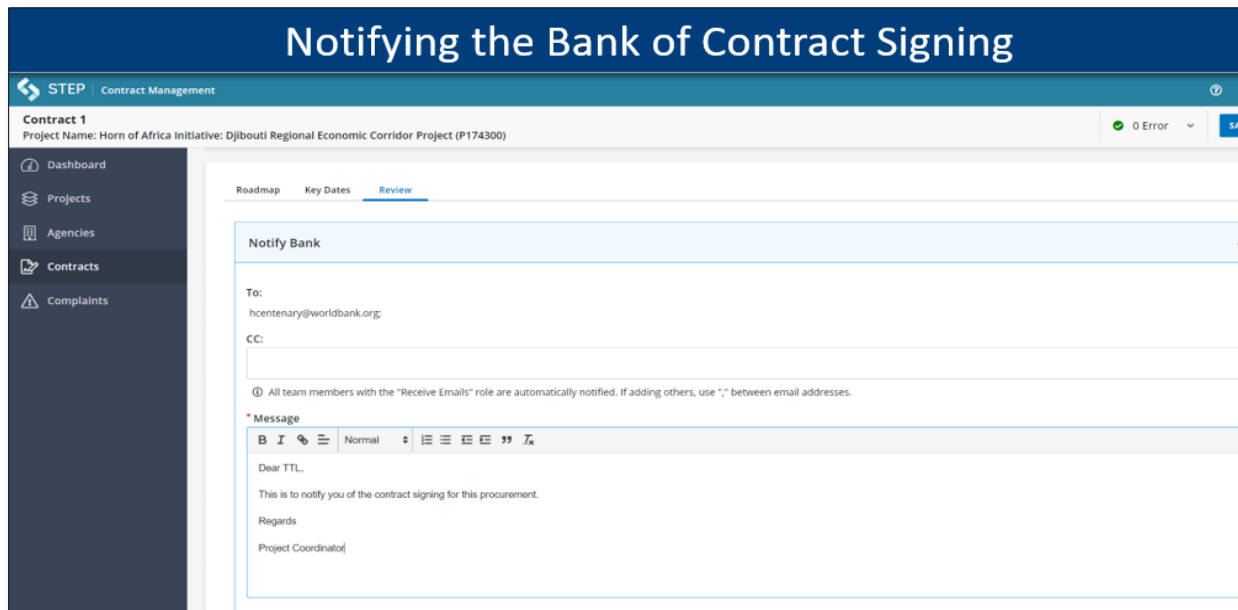 Notifying the Bank of Contract Signing
STEP | Contract Management
Contract 1
Project Name: Horn of Africa Initiative: Djibouti Regional Economic Corridor Project (P174300)
0 Error
Dashboard
Projects
Agencies
Contracts
Complaints
Roadmap Key Dates Review
Notify Bank
To:
hcentenary@worldbank.org;
CC:
All team members with the "Receive Emails" role are automatically notified. If adding others, use "," between email addresses.
* Message
B I Normal
Dear TTL,
This is to notify you of the contract signing for this procurement.
Regards
Project Coordinator